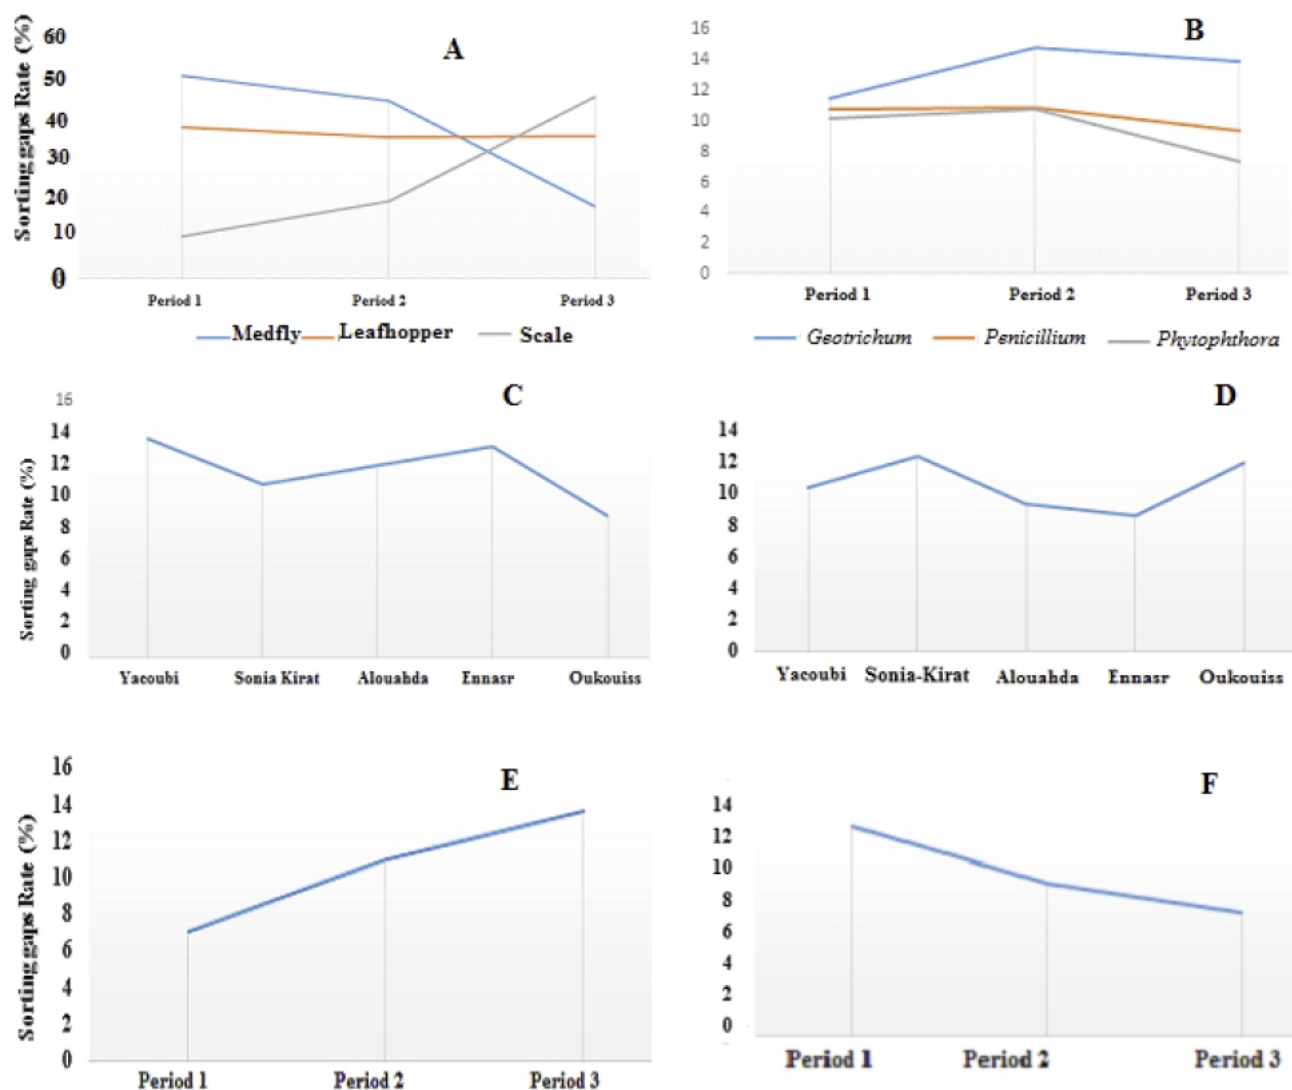 A
Sorting gaps Rate (%)
60
50
40
30
20
10
0
Period 1 Period 2 Period 3
Medfly Leafhopper Scale
B
16
14
12
10
8
6
4
2
0
Period 1 Period 2 Period 3
Geotrichum Penicillium Phytophthora
C
Sorting gaps Rate (%)
16
14
12
10
8
6
4
2
0
Yacoubi Sonia Kirat Alouahda Ennasr Oukouiss
D
14
12
10
8
6
4
2
0
Yacoubi Sonia-Kirat Alouahda Ennasr Oukouiss
E
Sorting gaps Rate (%)
16
14
12
10
8
6
4
2
0
Period 1 Period 2 Period 3
F
14
12
10
8
6
4
2
0
Period 1 Period 2 Period 3